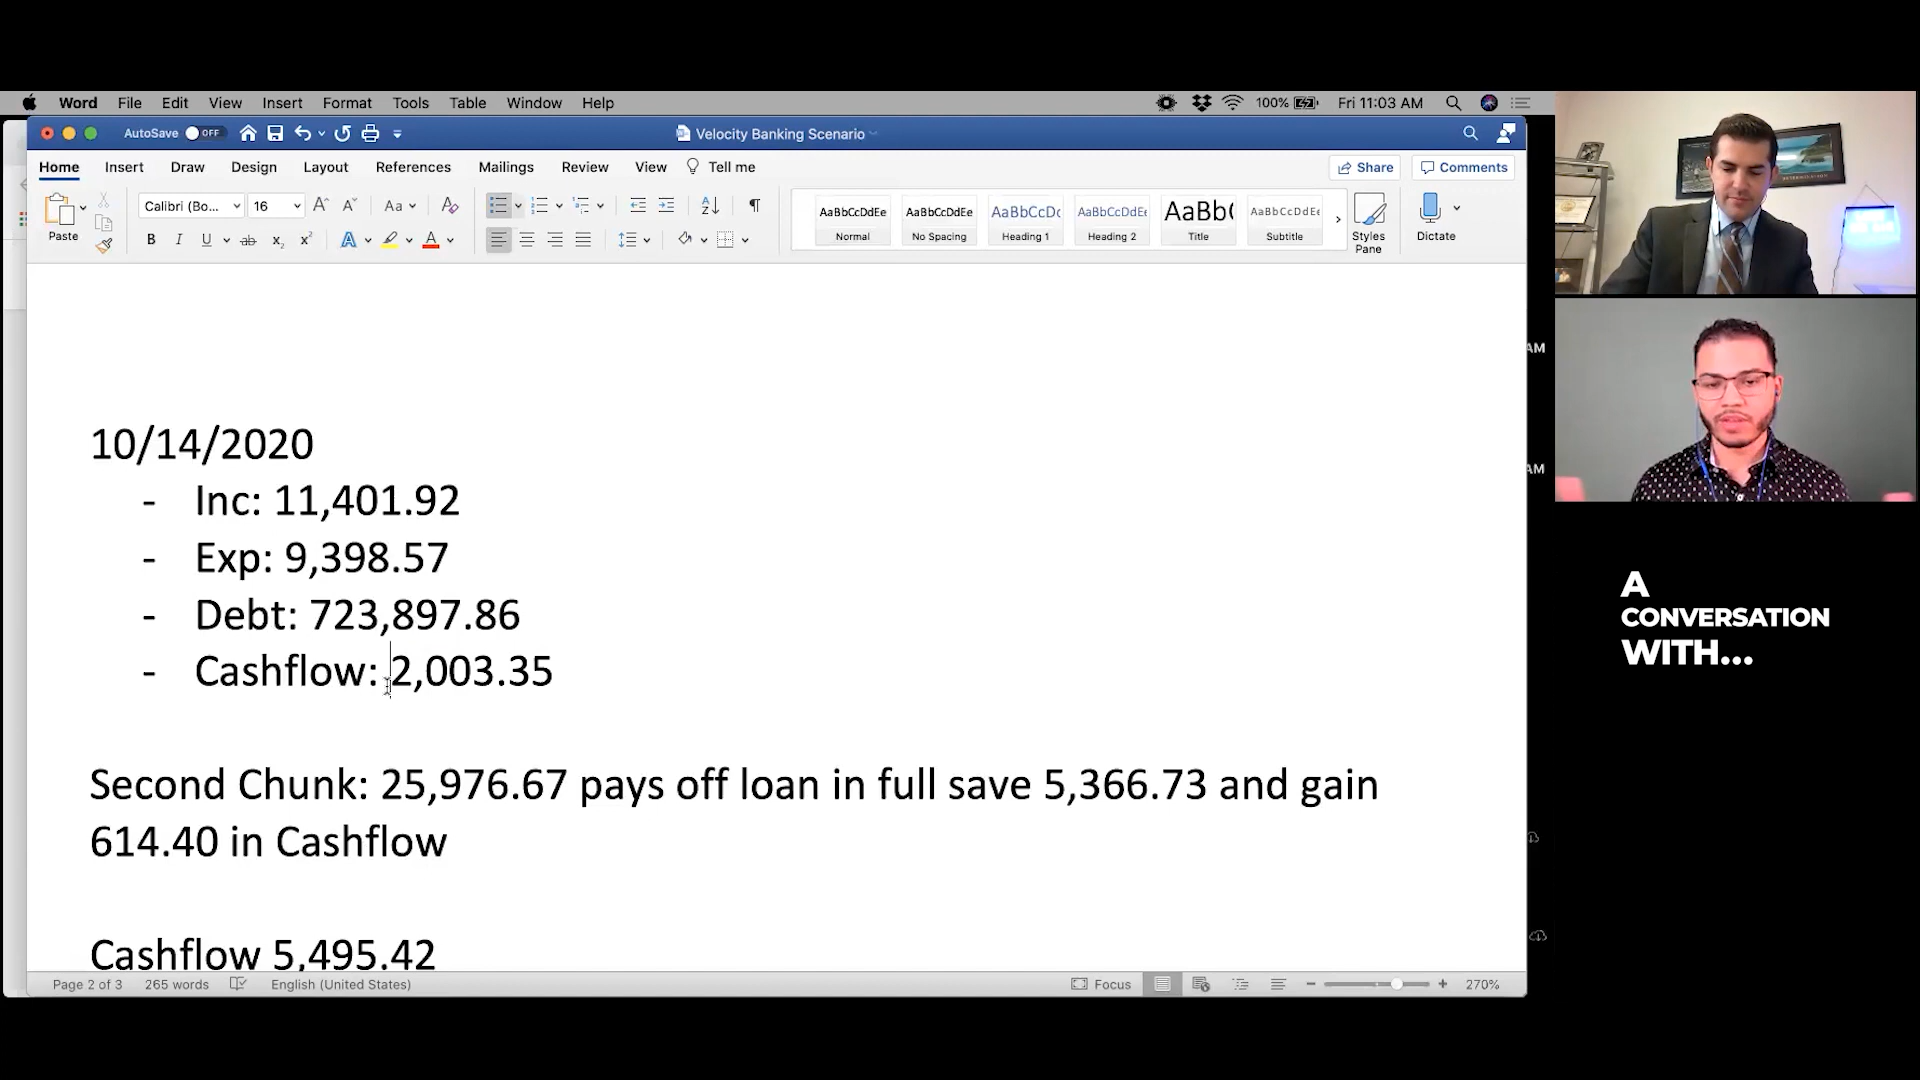 Word File Edit View Insert Format Tools Table Window Help 100% Fri 11:03 AM
AutoSave OFF Velocity Banking Scenario
Home Insert Draw Design Layout References Mailings Review View Tell me Share Comments
Paste Calibri (Bo... 16 Aa
AaBbCcDdEe AaBbCcDdEe AaBbCcDc AaBbCcDdEe AaBb( AaBbCcDdEe
Normal No Spacing Heading 1 Heading 2 Title Subtitle Styles Pane Dictate
B I U ab
10/14/2020
- Inc: 11,401.92
- Exp: 9,398.57
- Debt: 723,897.86
- Cashflow: 2,003.35
Second Chunk: 25,976.67 pays off loan in full save 5,366.73 and gain
614.40 in Cashflow
Cashflow 5,495.42
Page 2 of 3 265 words English (United States) Focus 270%
AM
AM
A
CONVERSATION
WITH...